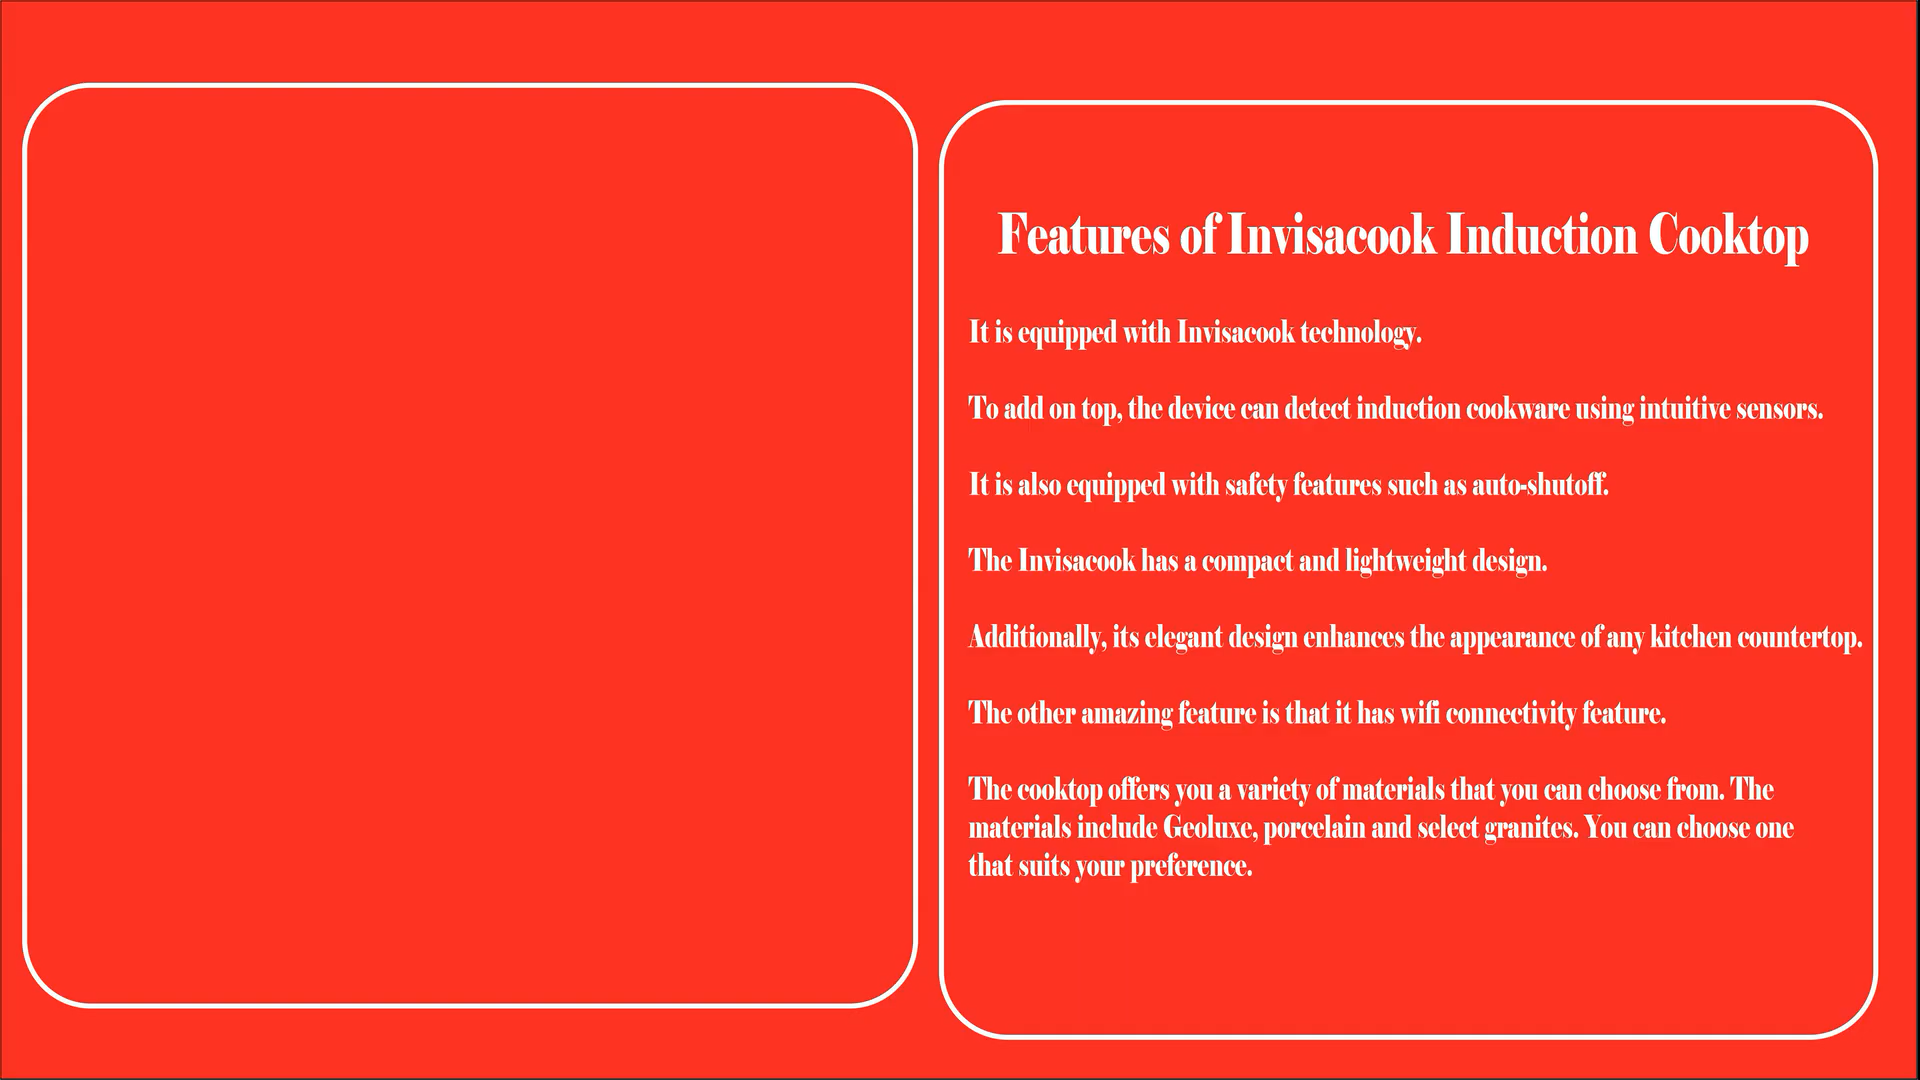 Features of Invisacook Induction Cooktop
It is equipped with Invisacook technology.
To add on top, the device can detect induction cookware using intuitive sensors.
It is also equipped with safety features such as auto-shutoff.
The Invisacook has a compact and lightweight design.
Additionally, its elegant design enhances the appearance of any kitchen countertop.
The other amazing feature is that it has wifi connectivity feature.
The cooktop offers you a variety of materials that you can choose from. The
materials include Geoluxe, porcelain and select granites. You can choose one
that suits your preference.